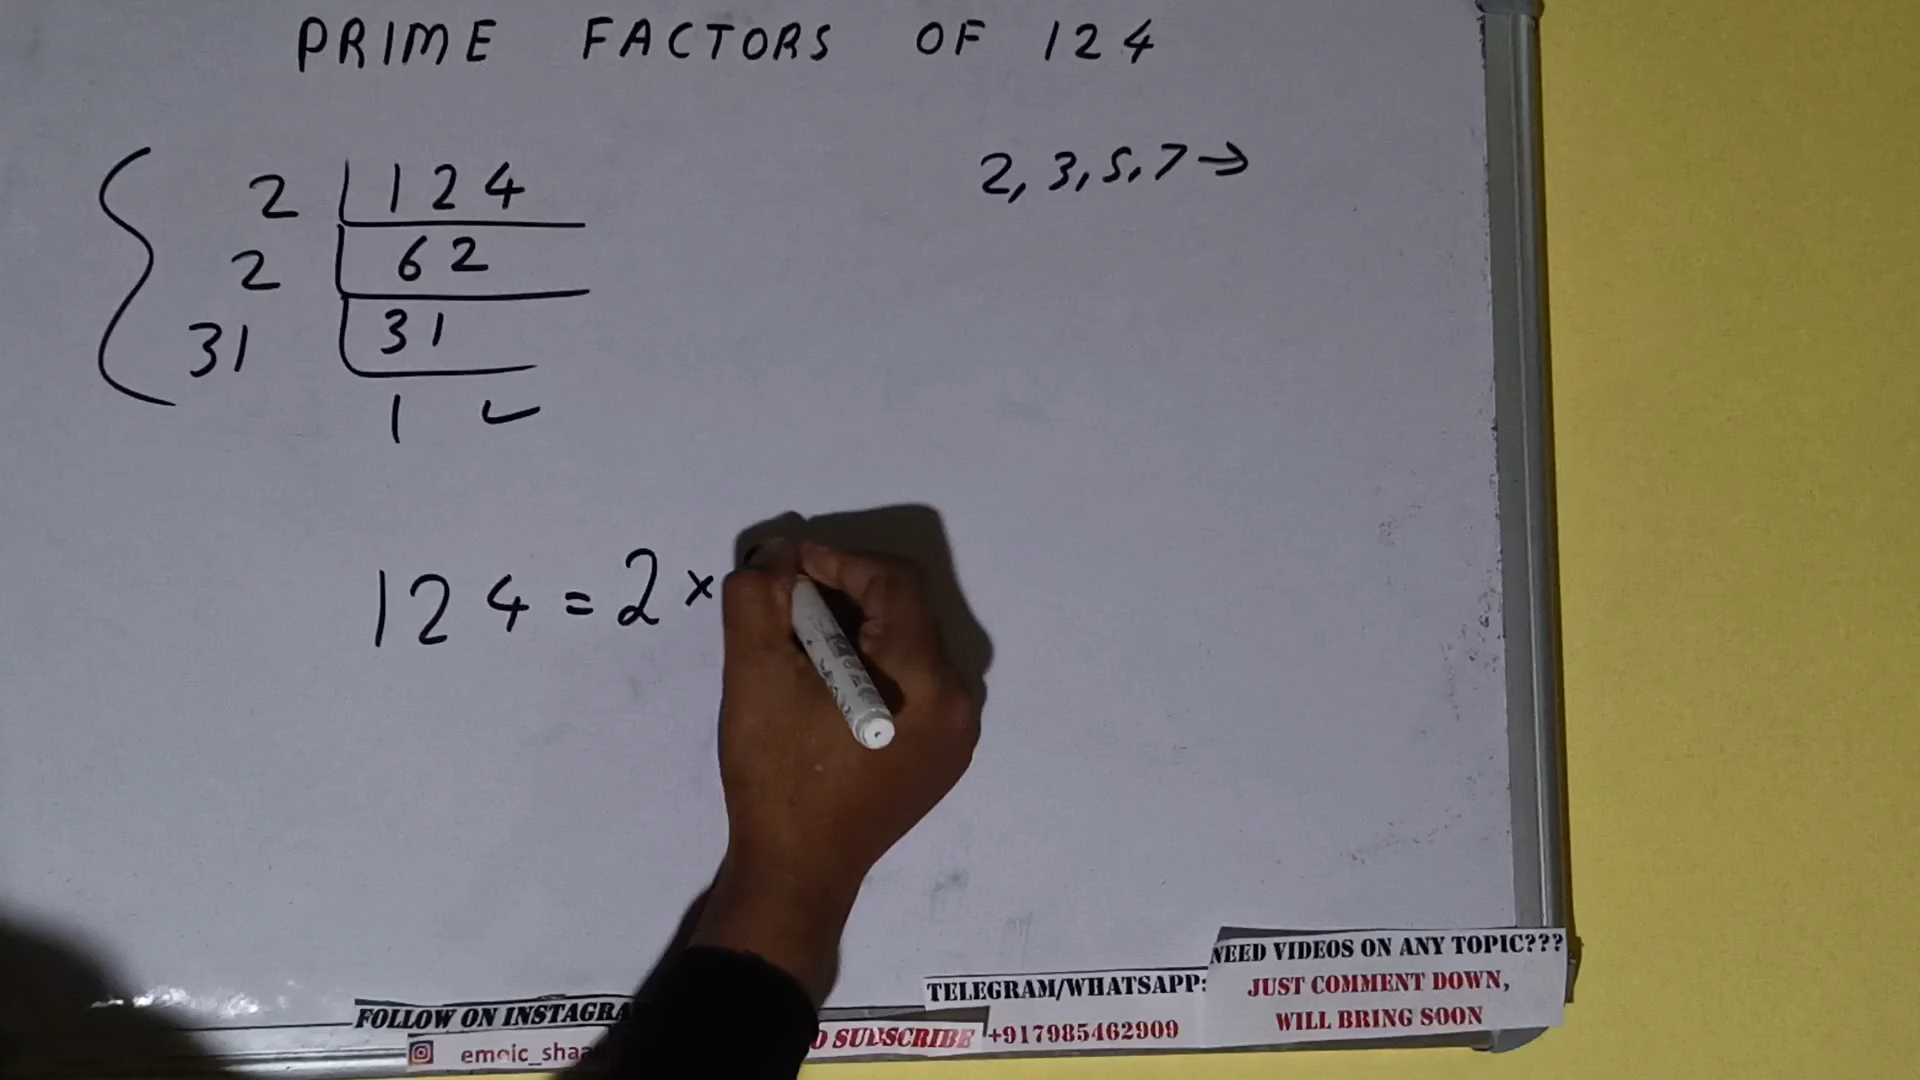 PRIME FACTORS OF 124
2, 3, 5, 7 →
2 | 124
2 | 62
31 | 31
1 ✓
124 = 2 ×
NEED VIDEOS ON ANY TOPIC???
JUST COMMENT DOWN,
WILL BRING SOON
TELEGRAM/WHATSAPP:
+917985462909
SUBSCRIBE
FOLLOW ON